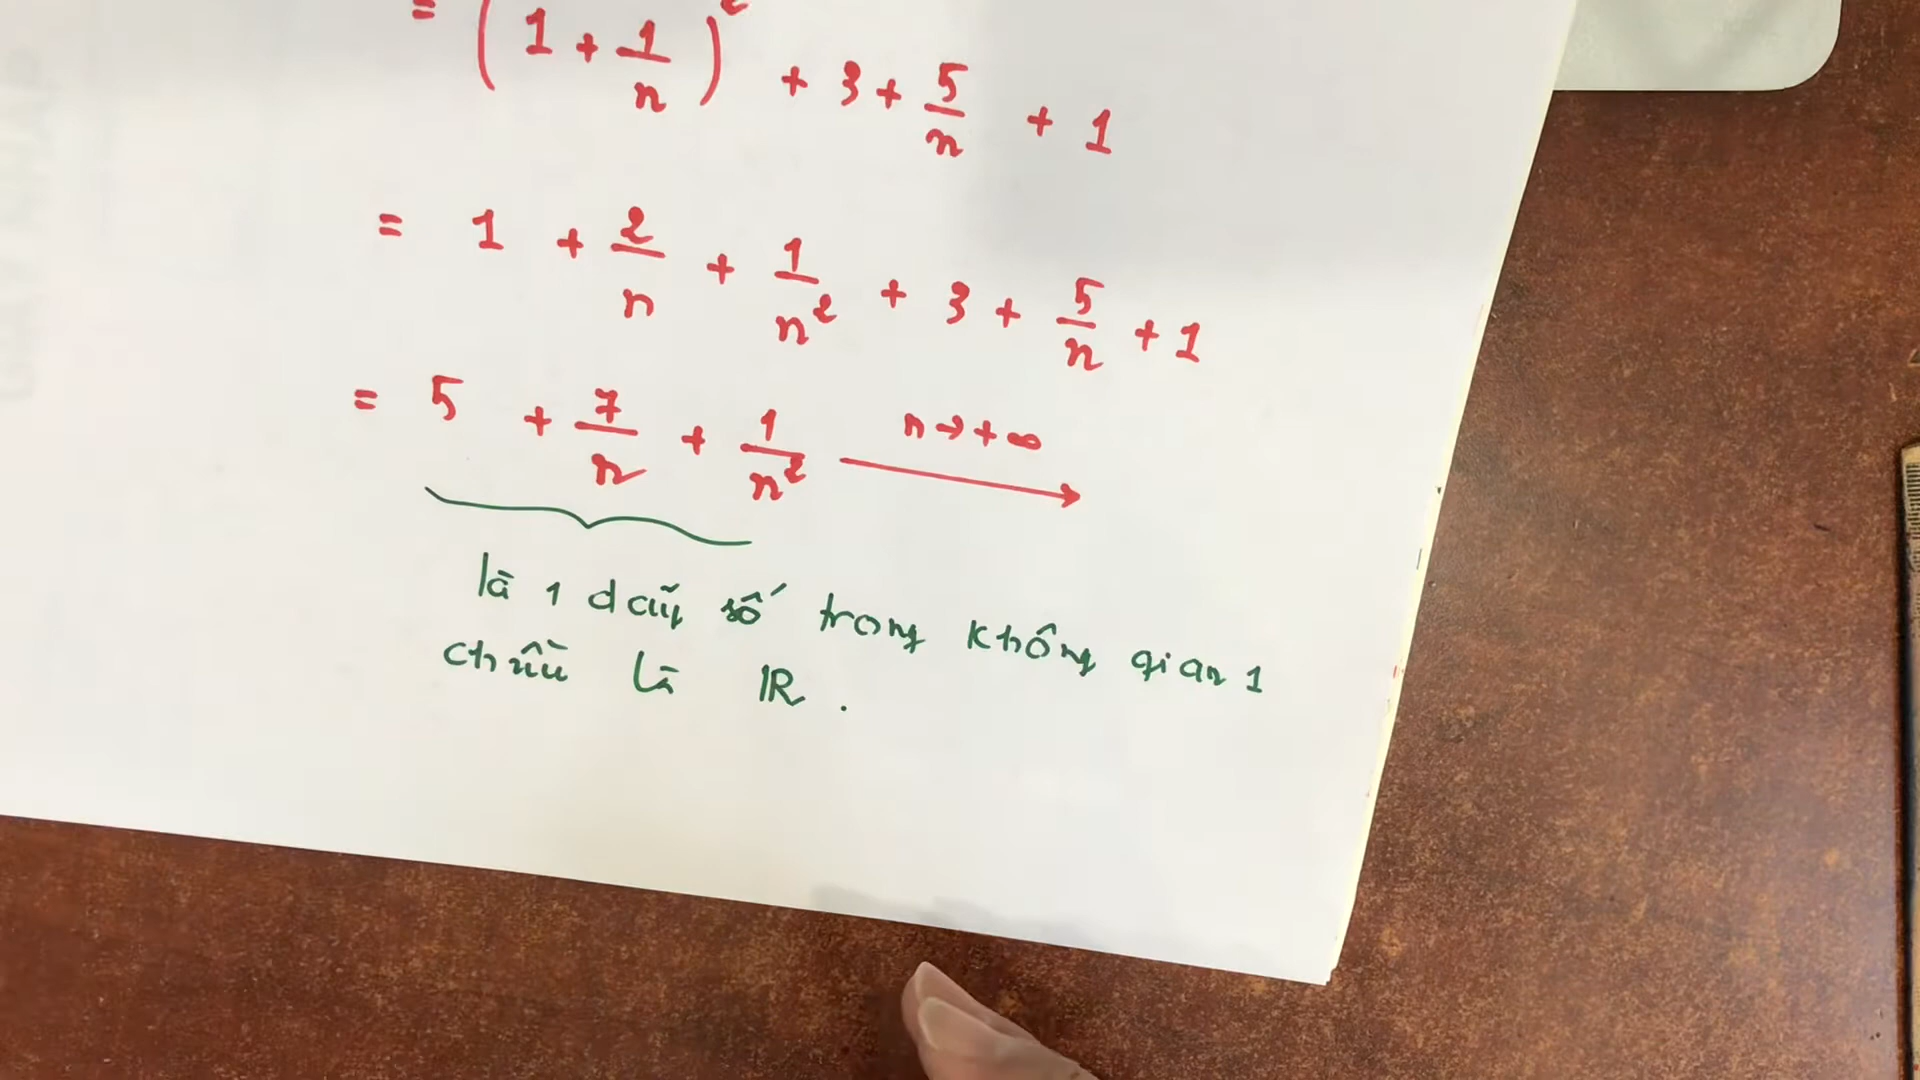 = (1 + 1/n)² + 3 + 5/n + 1
= 1 + 2/n + 1/n² + 3 + 5/n + 1
= 5 + 7/n + 1/n² n → +∞ ⟶
là 1 dãy số trong không gian 1
chiều là ℝ.